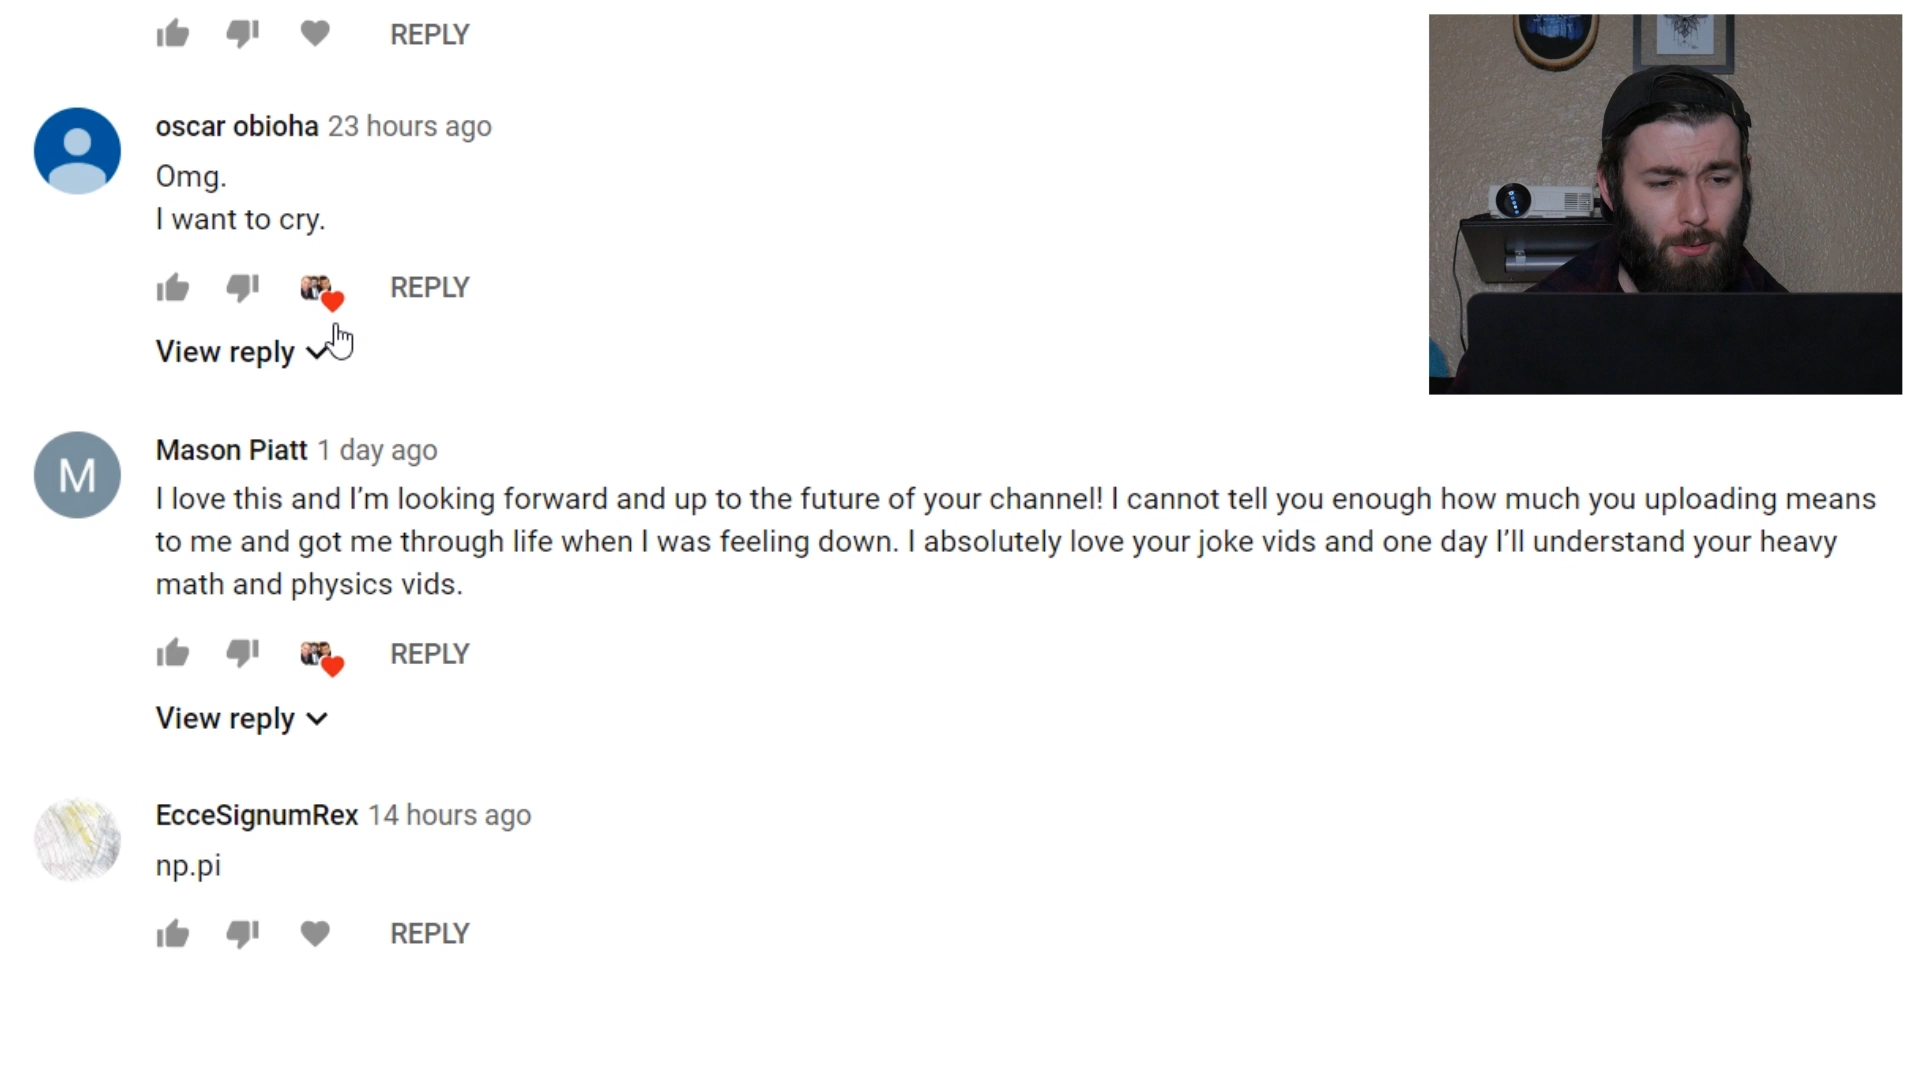 REPLY
oscar obioha 23 hours ago
Omg.
I want to cry.
REPLY
View reply
Mason Piatt 1 day ago
M
I love this and I'm looking forward and up to the future of your channel! I cannot tell you enough how much you uploading means
to me and got me through life when I was feeling down. I absolutely love your joke vids and one day I'll understand your heavy
math and physics vids.
REPLY
View reply
EcceSignumRex 14 hours ago
np.pi
REPLY